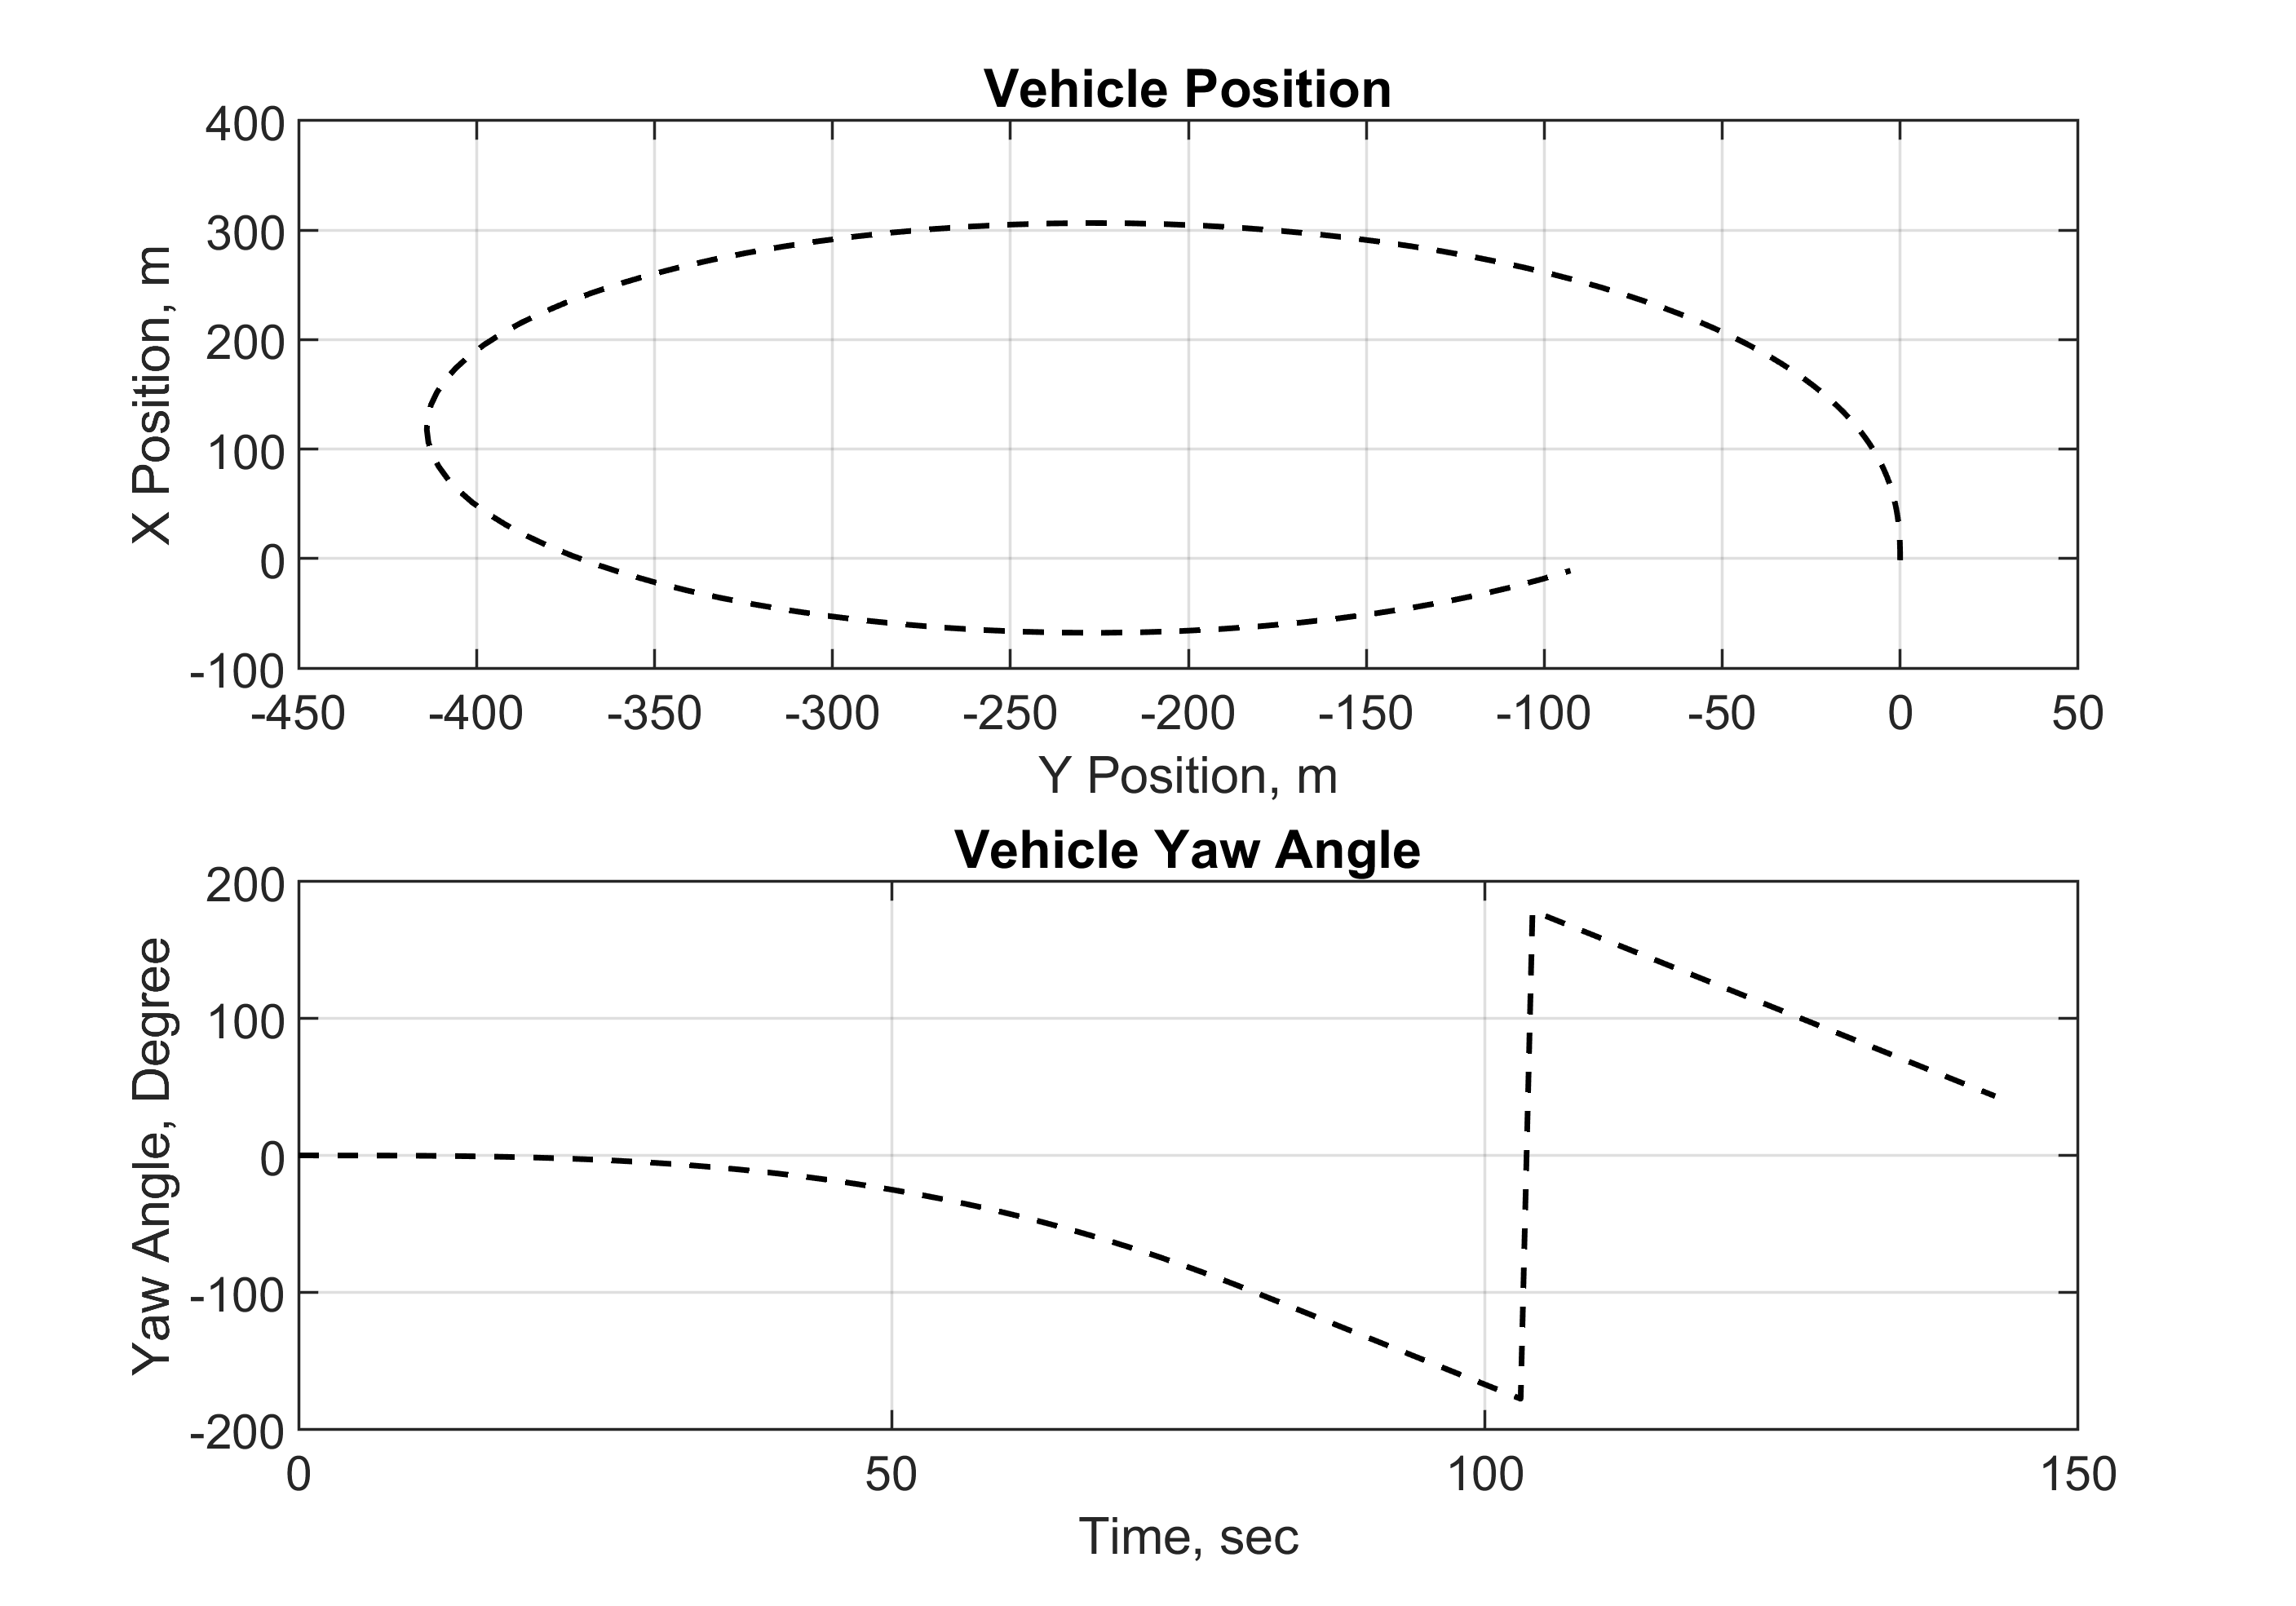 Vehicle Position
400
300
200
100
0
-100
X Position, m
-450 -400 -350 -300 -250 -200 -150 -100 -50 0 50
Y Position, m
Vehicle Yaw Angle
200
100
0
-100
-200
Yaw Angle, Degree
0 50 100 150
Time, sec